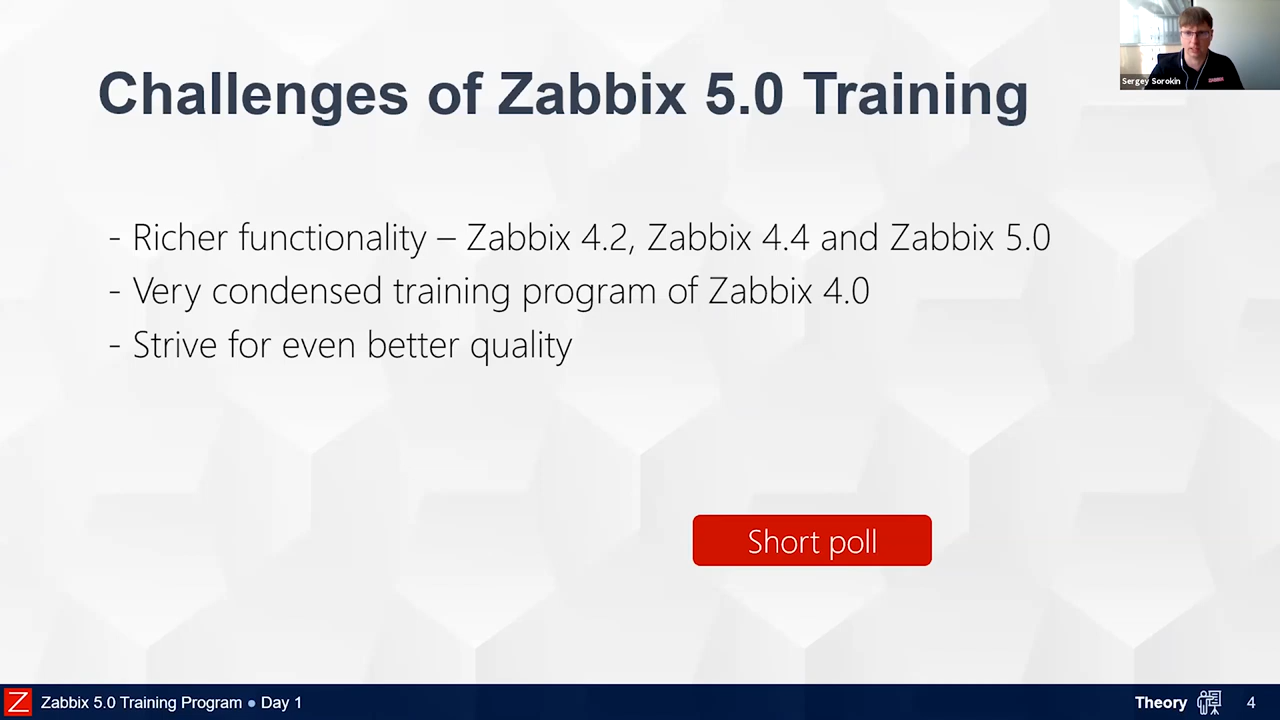 Sergey Sorokin
Challenges of Zabbix 5.0 Training
- Richer functionality – Zabbix 4.2, Zabbix 4.4 and Zabbix 5.0
- Very condensed training program of Zabbix 4.0
- Strive for even better quality
Short poll
Z Zabbix 5.0 Training Program • Day 1
Theory 4